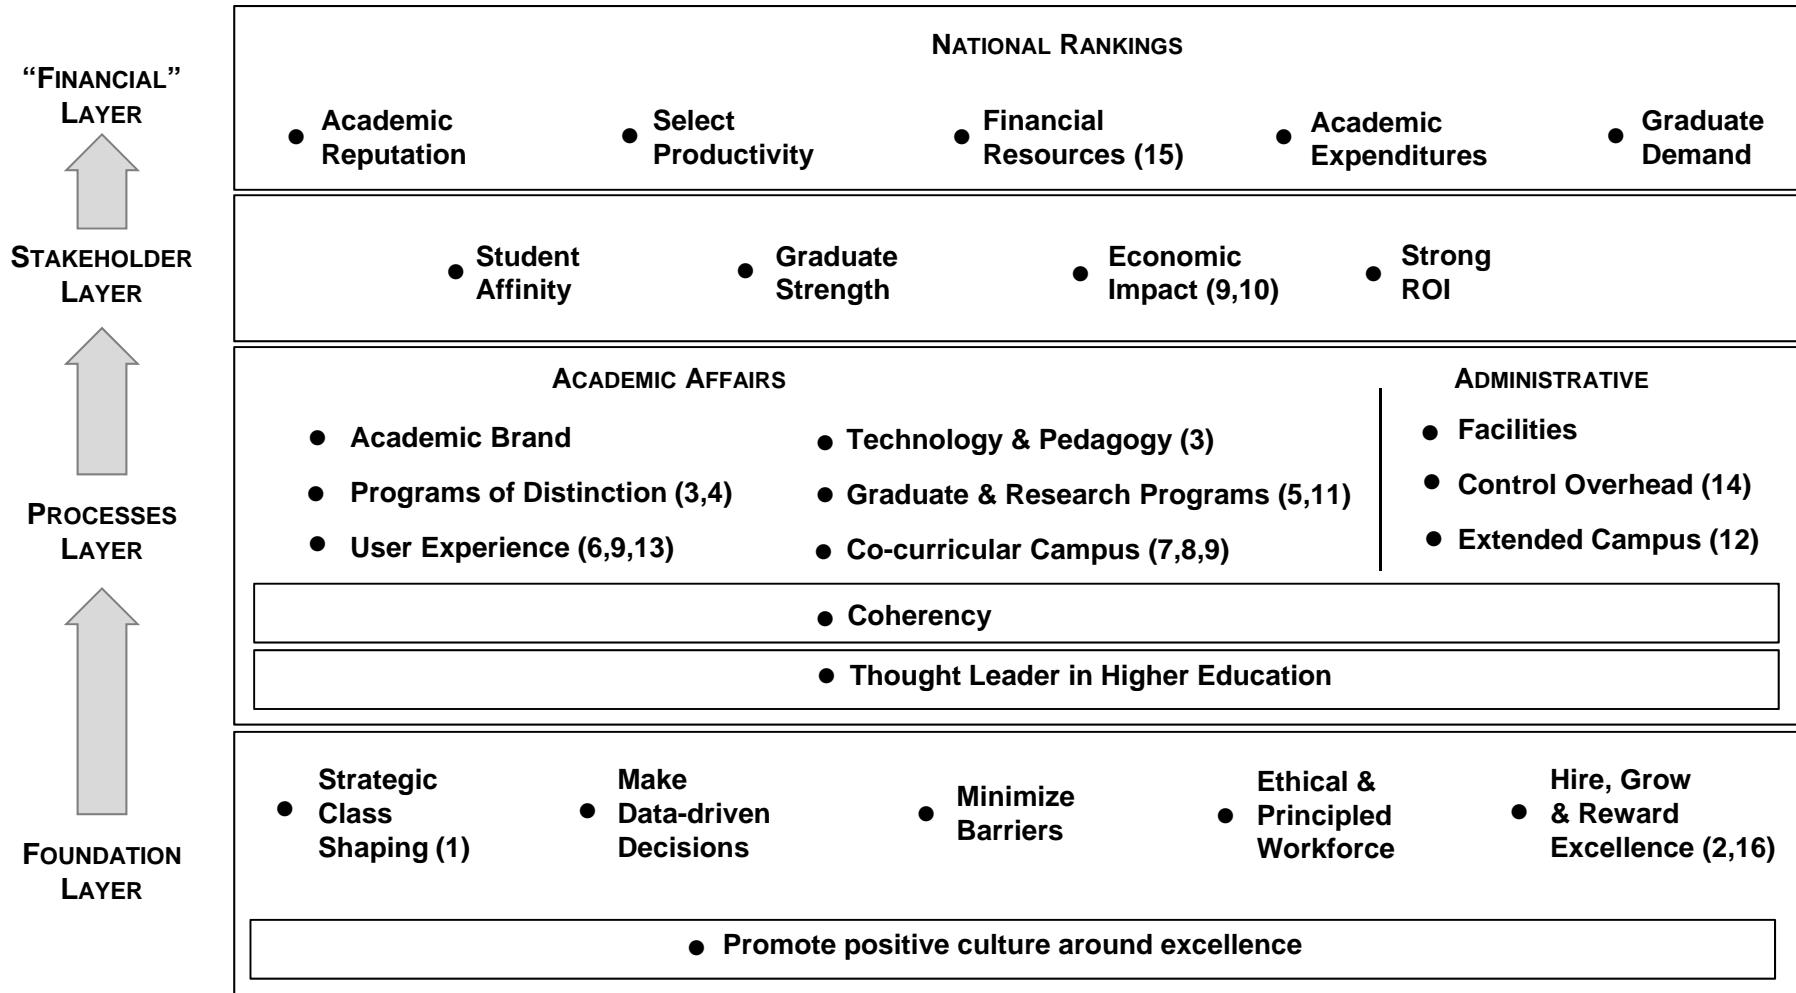 NATIONAL RANKINGS
“FINANCIAL”
LAYER
Academic
Reputation
Select
Productivity
Financial
Resources (15)
Academic
Expenditures
Graduate
Demand
STAKEHOLDER
LAYER
Student
Affinity
Graduate
Strength
Economic
Impact (9,10)
Strong
ROI
PROCESSES
LAYER
ACADEMIC AFFAIRS
Academic Brand
Programs of Distinction (3,4)
User Experience (6,9,13)
Technology & Pedagogy (3)
Graduate & Research Programs (5,11)
Co-curricular Campus (7,8,9)
ADMINISTRATIVE
Facilities
Control Overhead (14)
Extended Campus (12)
Coherency
Thought Leader in Higher Education
FOUNDATION
LAYER
Strategic
Class
Shaping (1)
Make
Data-driven
Decisions
Minimize
Barriers
Ethical &
Principled
Workforce
Hire, Grow
& Reward
Excellence (2,16)
Promote positive culture around excellence